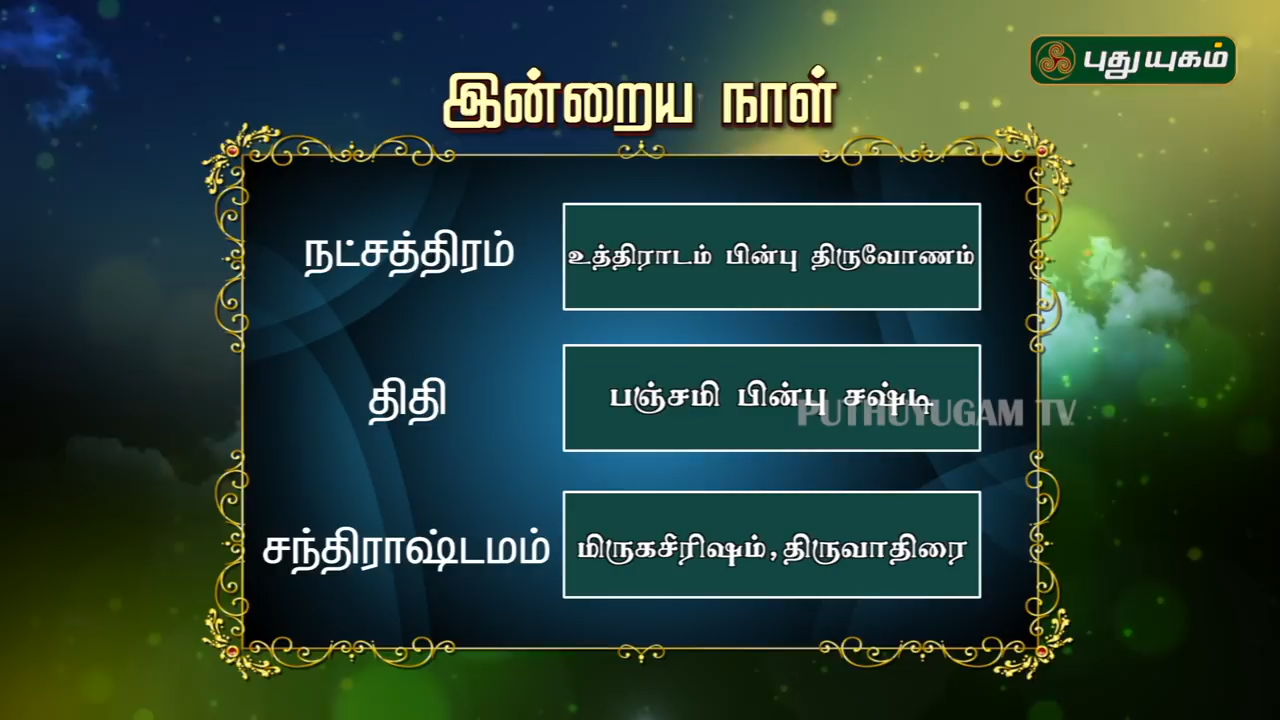 புதுயுகம்
இன்றைய நாள்
நட்சத்திரம்
உத்திராடம் பின்பு திருவோணம்
திதி
பஞ்சமி பின்பு சஷ்டி
PUTHUYUGAM TV
சந்திராஷ்டமம்
மிருகசீரிஷம்,திருவாதிரை